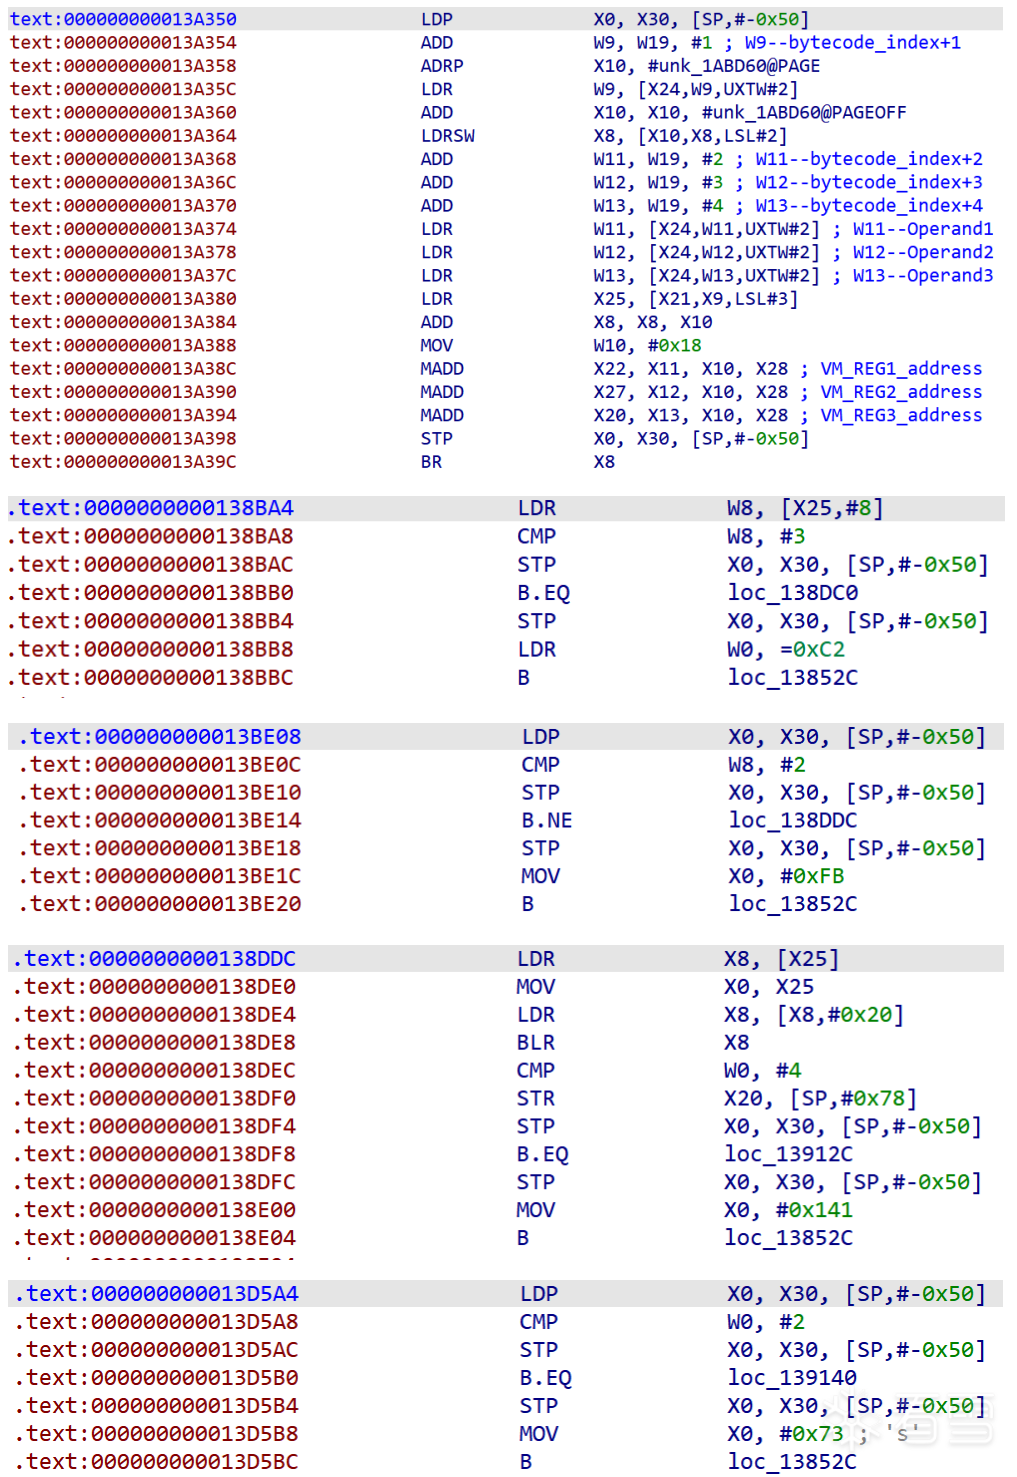 text:000000000013A350 LDP X0, X30, [SP,#-0x50]
text:000000000013A354 ADD W9, W19, #1 ; W9--bytecode_index+1
text:000000000013A358 ADRP X10, #unk_1ABD60@PAGE
text:000000000013A35C LDR W9, [X24,W9,UXTW#2]
text:000000000013A360 ADD X10, X10, #unk_1ABD60@PAGEOFF
text:000000000013A364 LDRSW X8, [X10,X8,LSL#2]
text:000000000013A368 ADD W11, W19, #2 ; W11--bytecode_index+2
text:000000000013A36C ADD W12, W19, #3 ; W12--bytecode_index+3
text:000000000013A370 ADD W13, W19, #4 ; W13--bytecode_index+4
text:000000000013A374 LDR W11, [X24,W11,UXTW#2] ; W11--Operand1
text:000000000013A378 LDR W12, [X24,W12,UXTW#2] ; W12--Operand2
text:000000000013A37C LDR W13, [X24,W13,UXTW#2] ; W13--Operand3
text:000000000013A380 LDR X25, [X21,X9,LSL#3]
text:000000000013A384 ADD X8, X8, X10
text:000000000013A388 MOV W10, #0x18
text:000000000013A38C MADD X22, X11, X10, X28 ; VM_REG1_address
text:000000000013A390 MADD X27, X12, X10, X28 ; VM_REG2_address
text:000000000013A394 MADD X20, X13, X10, X28 ; VM_REG3_address
text:000000000013A398 STP X0, X30, [SP,#-0x50]
text:000000000013A39C BR X8
.text:0000000000138BA4 LDR W8, [X25,#8]
.text:0000000000138BA8 CMP W8, #3
.text:0000000000138BAC STP X0, X30, [SP,#-0x50]
.text:0000000000138BB0 B.EQ loc_138DC0
.text:0000000000138BB4 STP X0, X30, [SP,#-0x50]
.text:0000000000138BB8 LDR W0, =0xC2
.text:0000000000138BBC B loc_13852C
.text:000000000013BE08 LDP X0, X30, [SP,#-0x50]
.text:000000000013BE0C CMP W8, #2
.text:000000000013BE10 STP X0, X30, [SP,#-0x50]
.text:000000000013BE14 B.NE loc_138DDC
.text:000000000013BE18 STP X0, X30, [SP,#-0x50]
.text:000000000013BE1C MOV X0, #0xFB
.text:000000000013BE20 B loc_13852C
.text:0000000000138DDC LDR X8, [X25]
.text:0000000000138DE0 MOV X0, X25
.text:0000000000138DE4 LDR X8, [X8,#0x20]
.text:0000000000138DE8 BLR X8
.text:0000000000138DEC CMP W0, #4
.text:0000000000138DF0 STR X20, [SP,#0x78]
.text:0000000000138DF4 STP X0, X30, [SP,#-0x50]
.text:0000000000138DF8 B.EQ loc_13912C
.text:0000000000138DFC STP X0, X30, [SP,#-0x50]
.text:0000000000138E00 MOV X0, #0x141
.text:0000000000138E04 B loc_13852C
.text:000000000013D5A4 LDP X0, X30, [SP,#-0x50]
.text:000000000013D5A8 CMP W0, #2
.text:000000000013D5AC STP X0, X30, [SP,#-0x50]
.text:000000000013D5B0 B.EQ loc_139140
.text:000000000013D5B4 STP X0, X30, [SP,#-0x50]
.text:000000000013D5B8 MOV X0, #0x73 ; 's'
.text:000000000013D5BC B loc_13852C